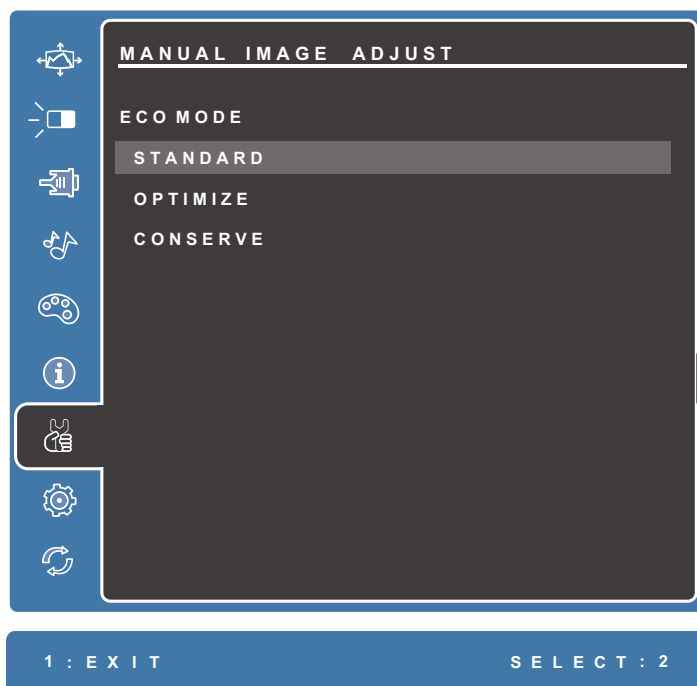 MANUAL IMAGE ADJUST
ECO MODE
STANDARD
OPTIMIZE
CONSERVE
1 : EXIT SELECT : 2